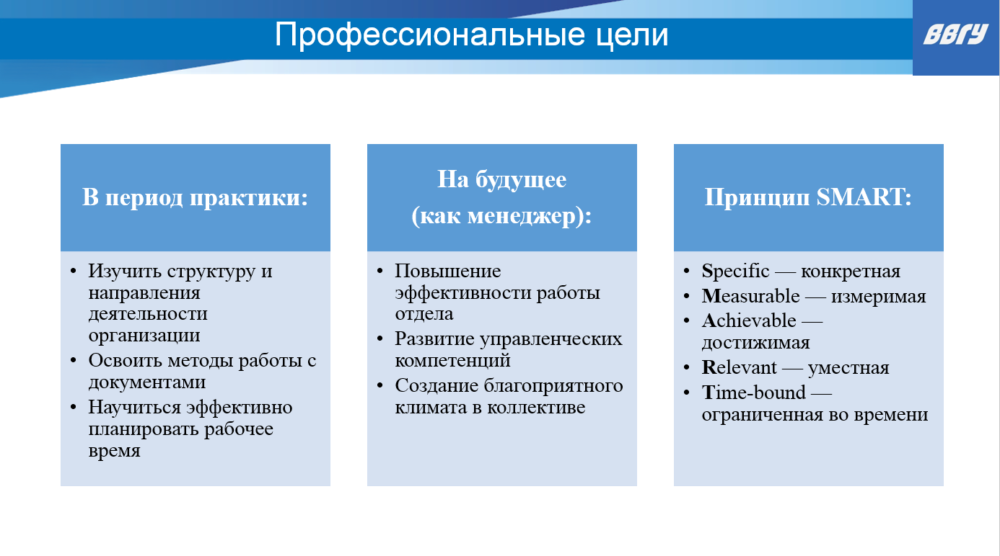 Профессиональные цели
ВВГУ
В период практики:
• Изучить структуру и
направления
деятельности
организации
• Освоить методы работы с
документами
• Научиться эффективно
планировать рабочее
время
На будущее
(как менеджер):
• Повышение
эффективности работы
отдела
• Развитие управленческих
компетенций
• Создание благоприятного
климата в коллективе
Принцип SMART:
• Specific — конкретная
• Measurable — измеримая
• Achievable —
достижимая
• Relevant — уместная
• Time-bound —
ограниченная во времени